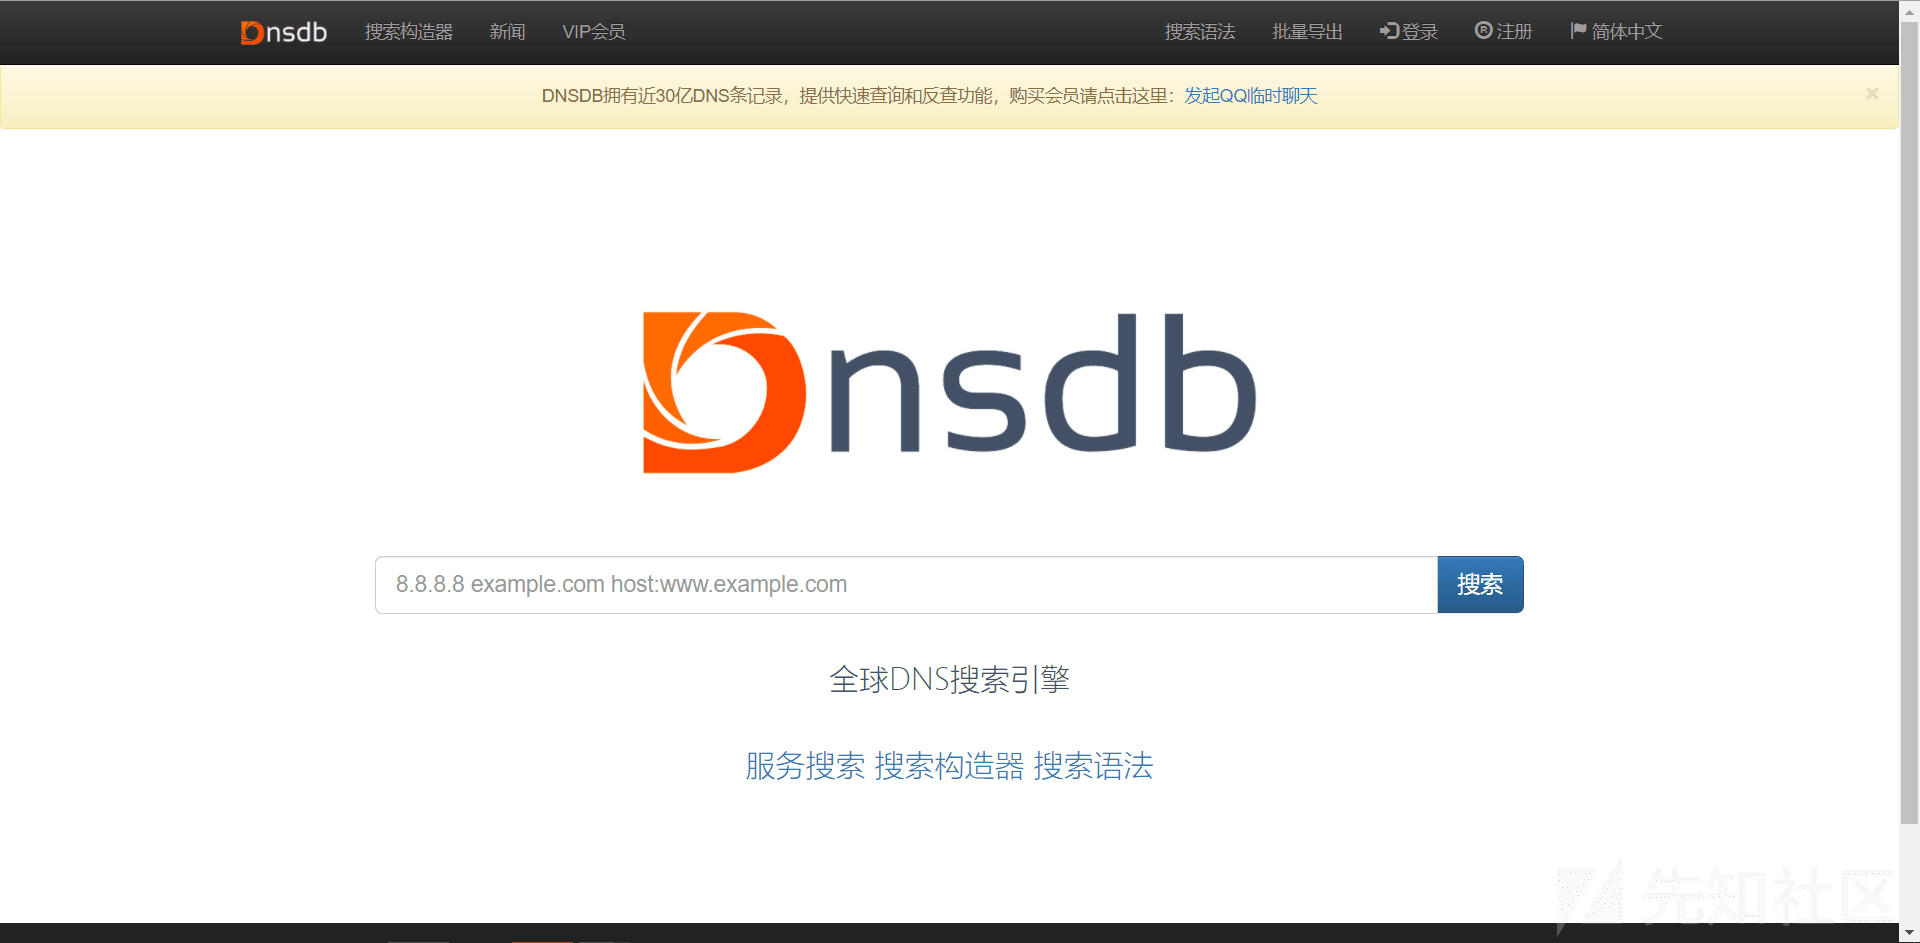 Dnsdb 搜索构造器 新闻 VIP会员 搜索语法 批量导出 登录 注册 简体中文
DNSDB拥有近30亿DNS条记录，提供快速查询和反查功能，购买会员请点击这里：发起QQ临时聊天 ×
Dnsdb
8.8.8.8 example.com host:www.example.com 搜索
全球DNS搜索引擎
服务搜索 搜索构造器 搜索语法
先知社区